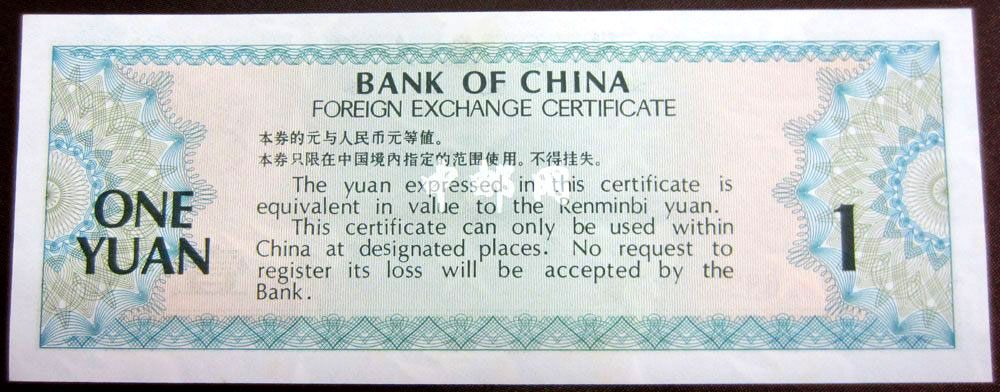 BANK OF CHINA
FOREIGN EXCHANGE CERTIFICATE
本券的元与人民币元等值。
本券只限在中国境内指定的范围使用。不得挂失。
The yuan expressed in this certificate is
equivalent in value to the Renminbi yuan.
This certificate can only be used within
China at designated places. No request to
register its loss will be accepted by the
Bank.
ONE
YUAN
1